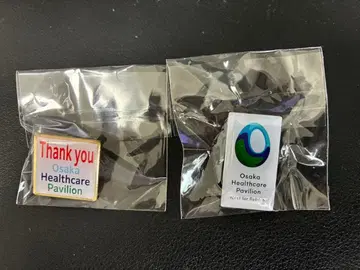 Thank you
Osaka
Healthcare
Pavilion
Osaka
Healthcare
Pavilion